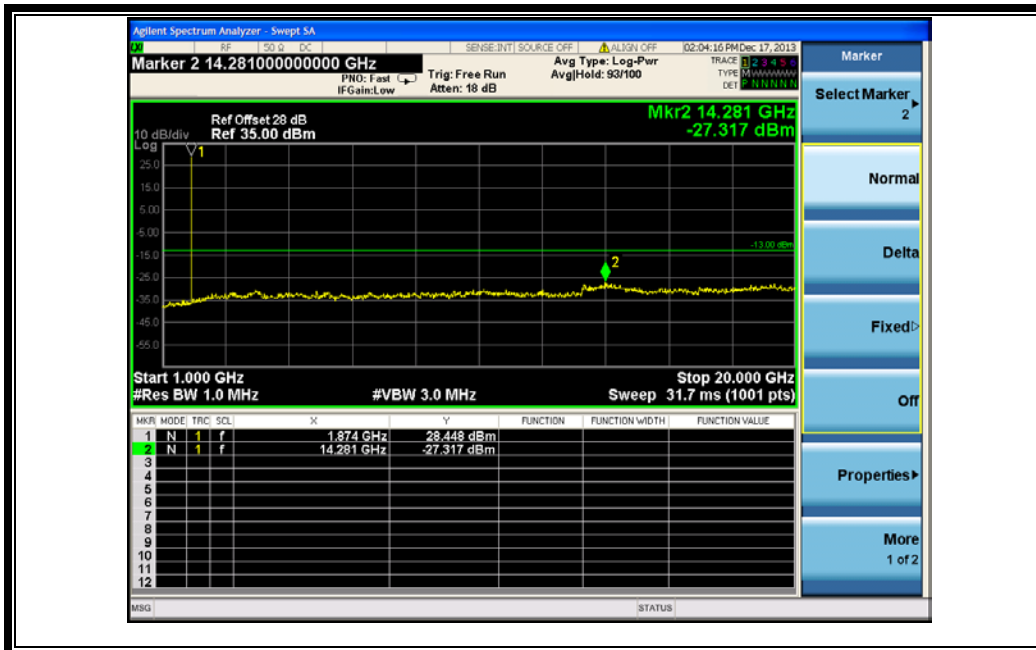 Agilent Spectrum Analyzer - Swept SA
LXI RF 50 Ω DC SENSE:INT SOURCE OFF ALIGN OFF 02:04:16 PM Dec 17, 2013
Marker 2 14.281000000000 GHz
PNO: Fast
IFGain:Low
Trig: Free Run
Atten: 18 dB
Avg Type: Log-Pwr
Avg|Hold: 93/100
TRACE 1 2 3 4 5 6
TYPE M W W W W W
DET P N N N N N
Mkr2 14.281 GHz
-27.317 dBm
Ref Offset 28 dB
10 dB/div Ref 35.00 dBm
Log
1
25.0
15.0
5.00
-5.00
-13.00 dBm
-15.0
2
-25.0
-35.0
-45.0
-55.0
Start 1.000 GHz Stop 20.000 GHz
#Res BW 1.0 MHz #VBW 3.0 MHz Sweep 31.7 ms (1001 pts)
MKR MODE TRC SCL X Y FUNCTION FUNCTION WIDTH FUNCTION VALUE
1 N 1 f 1.874 GHz 28.448 dBm
2 N 1 f 14.281 GHz -27.317 dBm
3
4
5
6
7
8
9
10
11
12
MSG STATUS
Marker
Select Marker
2
Normal
Delta
Fixed
Off
Properties
More
1 of 2